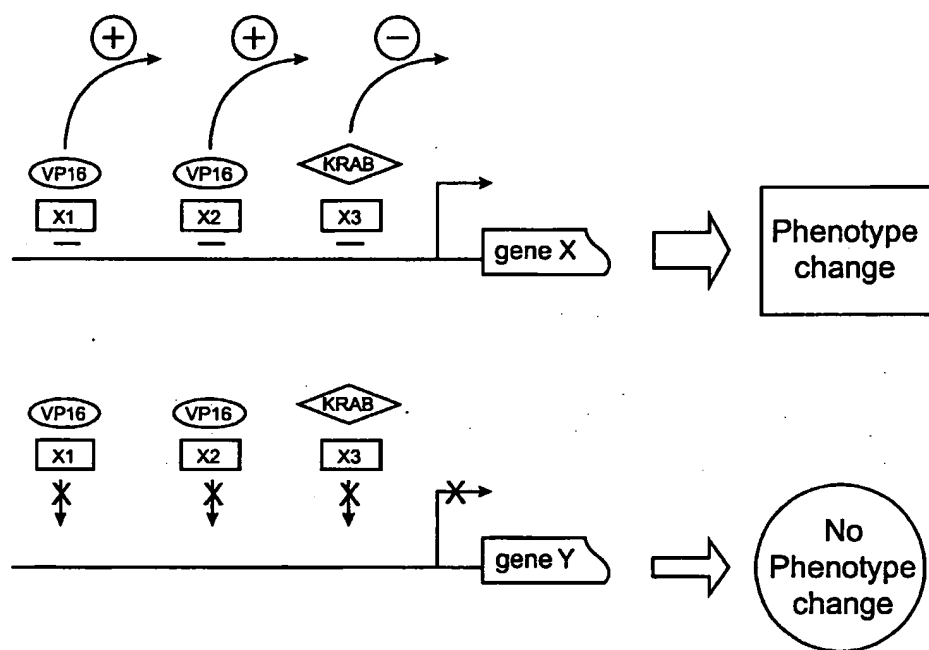 + + −
VP16 VP16 KRAB
X1 X2 X3
gene X
Phenotype
change
VP16 VP16 KRAB
X1 X2 X3
gene Y
No
Phenotype
change